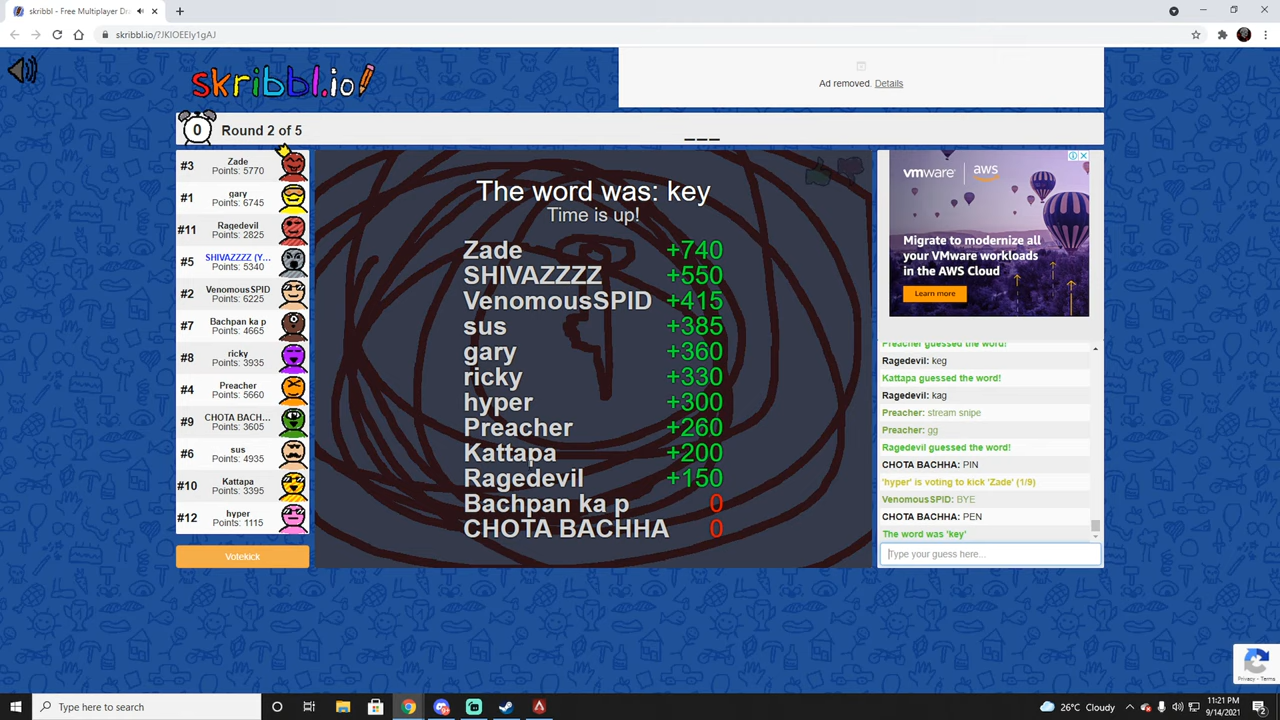 skribbl - Free Multiplayer Dra
skribbl.io/?JKIOEEly1gAJ
skribbl.io
Ad removed. Details
0
Round 2 of 5
_ _ _
#3 Zade
Points: 5770
#1 gary
Points: 6745
#11 Ragedevil
Points: 2825
#5 SHIVAZZZZ (Y...
Points: 5340
#2 VenomousSPID
Points: 6225
#7 Bachpan ka p
Points: 4665
#8 ricky
Points: 3935
#4 Preacher
Points: 5660
#9 CHOTA BACH...
Points: 3605
#6 sus
Points: 4935
#10 Kattapa
Points: 3395
#12 hyper
Points: 1115
Votekick
The word was: key
Time is up!
Zade +740
SHIVAZZZZ +550
VenomousSPID +415
sus +385
gary +360
ricky +330
hyper +300
Preacher +260
Kattapa +200
Ragedevil +150
Bachpan ka p 0
CHOTA BACHHA 0
vmware aws
Migrate to modernize all
your VMware workloads
in the AWS Cloud
Learn more
Preacher guessed the word!
Ragedevil: keg
Kattapa guessed the word!
Ragedevil: kag
Preacher: stream snipe
Preacher: gg
Ragedevil guessed the word!
CHOTA BACHHA: PIN
'hyper' is voting to kick 'Zade' (1/9)
VenomousSPID: BYE
CHOTA BACHHA: PEN
The word was 'key'
Type your guess here...
Privacy - Terms
Type here to search
26°C Cloudy
11:21 PM
9/14/2021
2